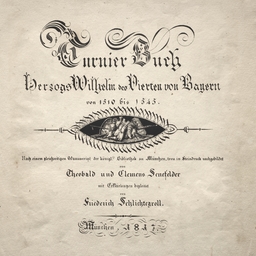 Turnier Buch
Herzogs Wilhelm des Vierten von Bayern
von 1510 bis 1545.
Nach einem gleichzeitigen Manuscript der königl. Bibliothek zu München, treu in Steindruck nachgebildet
von
Theobald und Clemens Senefelder
mit Erklärungen begleitet
von
Friederich Schlichtegroll.
München, 1817.